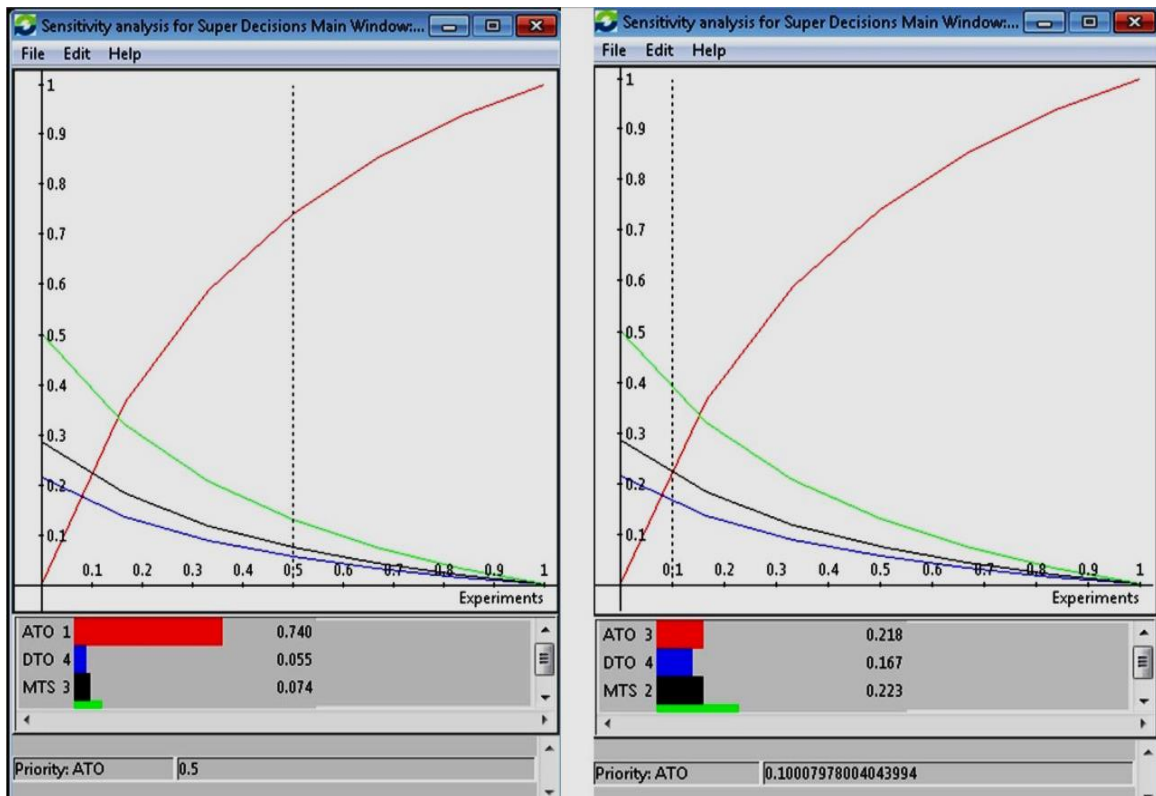 Sensitivity analysis for Super Decisions Main Window:...
File Edit Help
1
0.9
0.8
0.7
0.6
0.5
0.4
0.3
0.2
0.1
0.1 0.2 0.3 0.4 0.5 0.6 0.7 0.8 0.9 1
Experiments
ATO 1 0.740
DTO 4 0.055
MTS 3 0.074
Priority: ATO 0.5
Sensitivity analysis for Super Decisions Main Window:...
File Edit Help
1
0.9
0.8
0.7
0.6
0.5
0.4
0.3
0.2
0.1
0.1 0.2 0.3 0.4 0.5 0.6 0.7 0.8 0.9 1
Experiments
ATO 3 0.218
DTO 4 0.167
MTS 2 0.223
Priority: ATO 0.10007978004043994